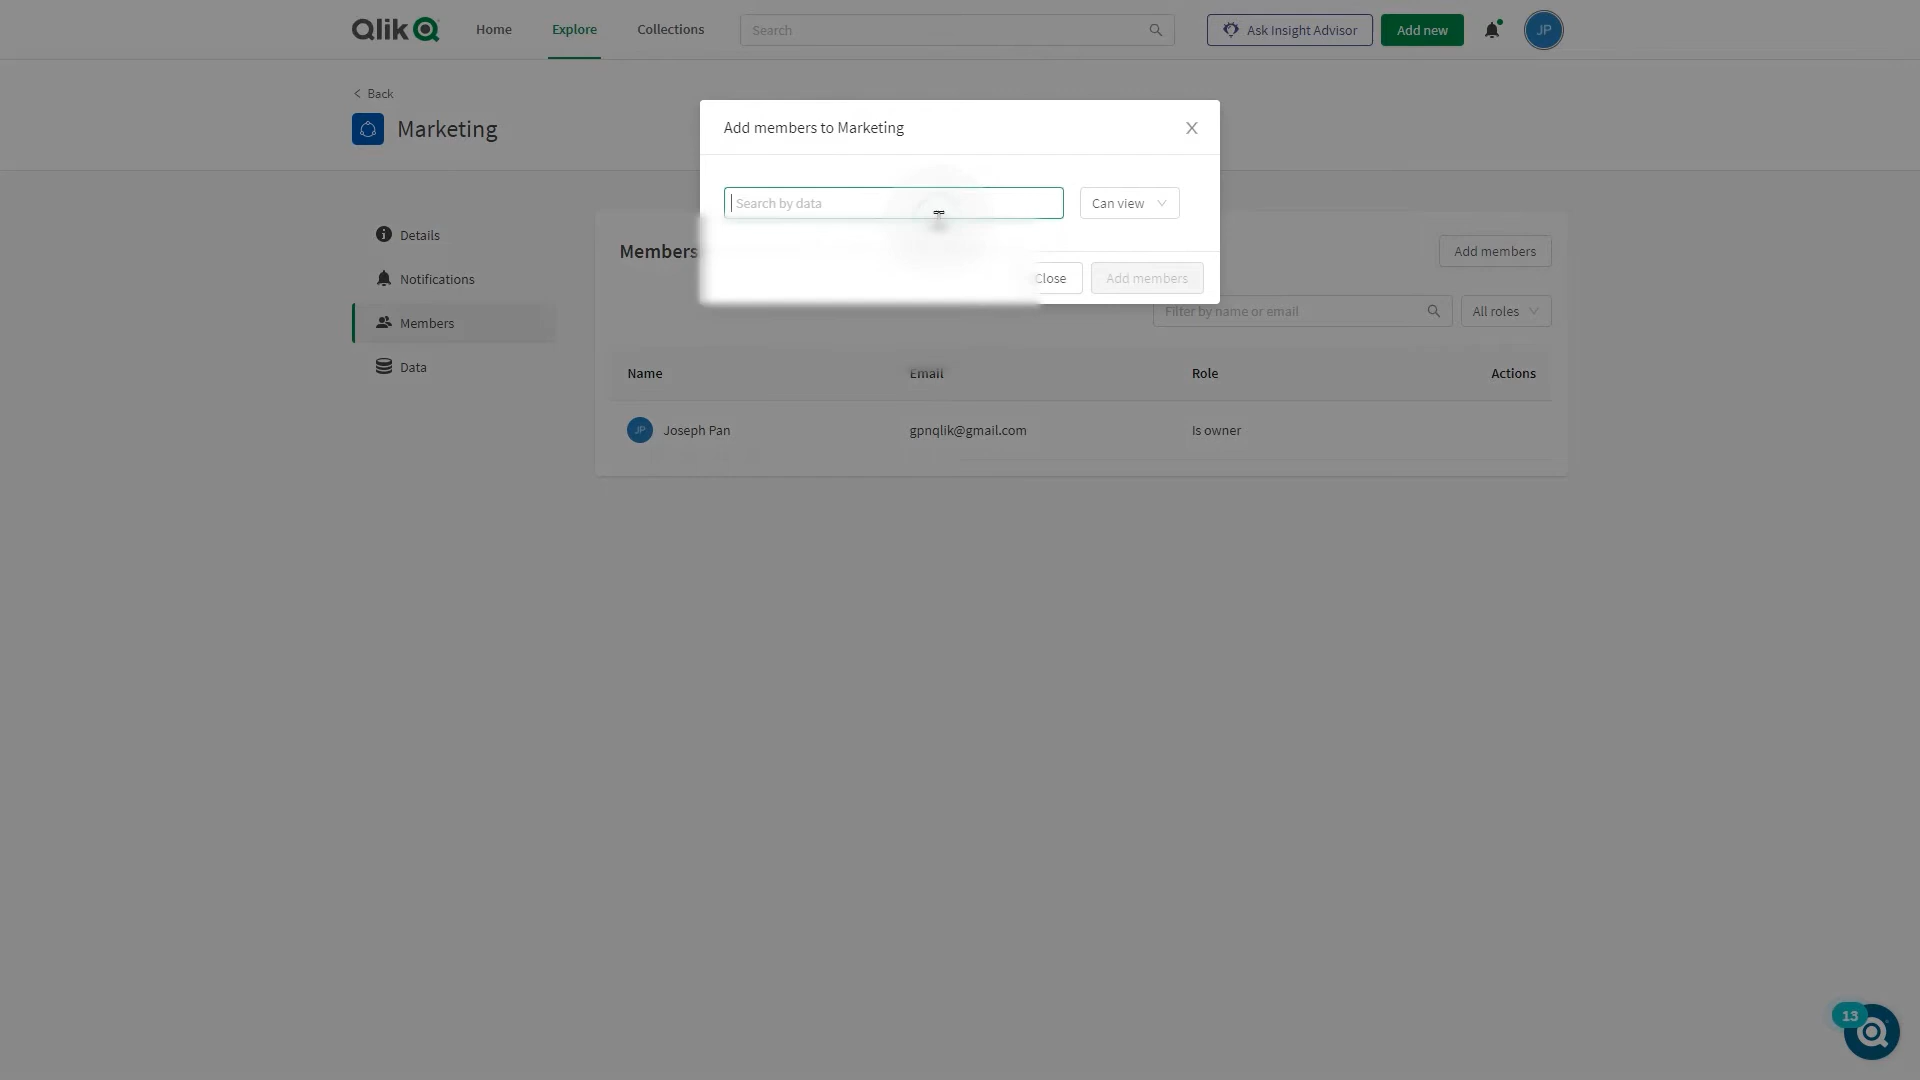 Qlik
Home
Explore
Collections
Search
Ask Insight Advisor
Add new
JP
Back
Marketing
Add members to Marketing
Search by data
Can view
Close
Add members
Details
Notifications
Members
Data
Members
Add members
Filter by name or email
All roles
Name Email Role Actions
JP Joseph Pan gpnqlik@gmail.com Is owner
13